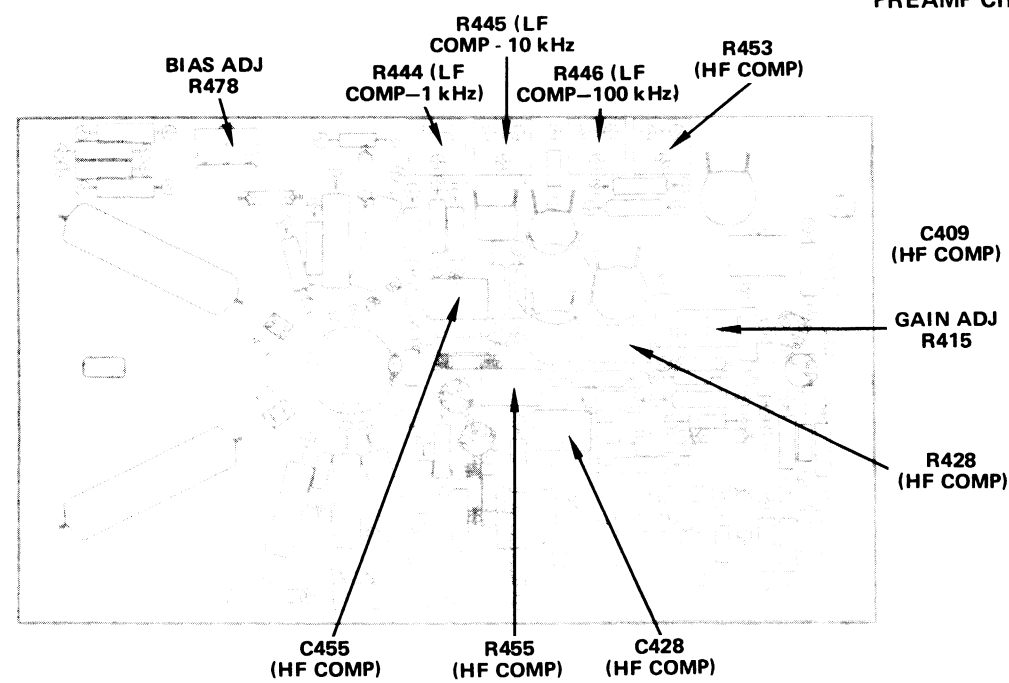 R445 (LF
COMP - 10 kHz
R453
(HF COMP)
BIAS ADJ
R478
R444 (LF
COMP–1 kHz)
R446 (LF
COMP–100 kHz)
C409
(HF COMP)
GAIN ADJ
R415
R428
(HF COMP)
C455
(HF COMP)
R455
(HF COMP)
C428
(HF COMP)